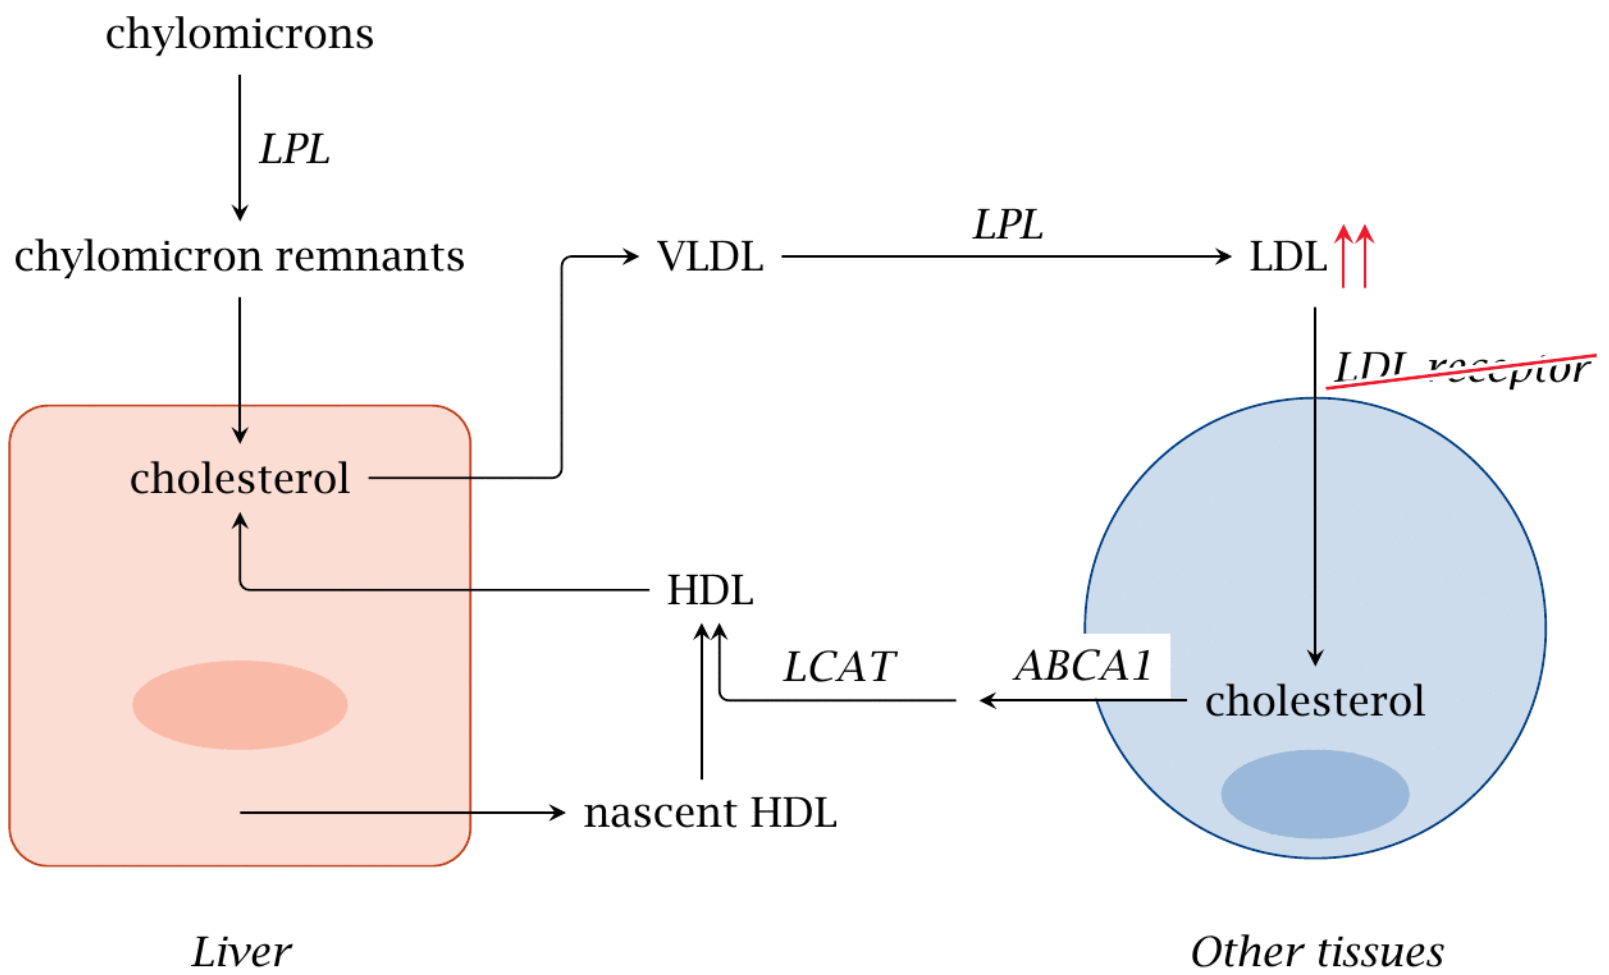 chylomicrons
LPL
chylomicron remnants
VLDL
LPL
LDL
LDL receptor
cholesterol
HDL
LCAT
ABCA1
cholesterol
nascent HDL
Liver
Other tissues